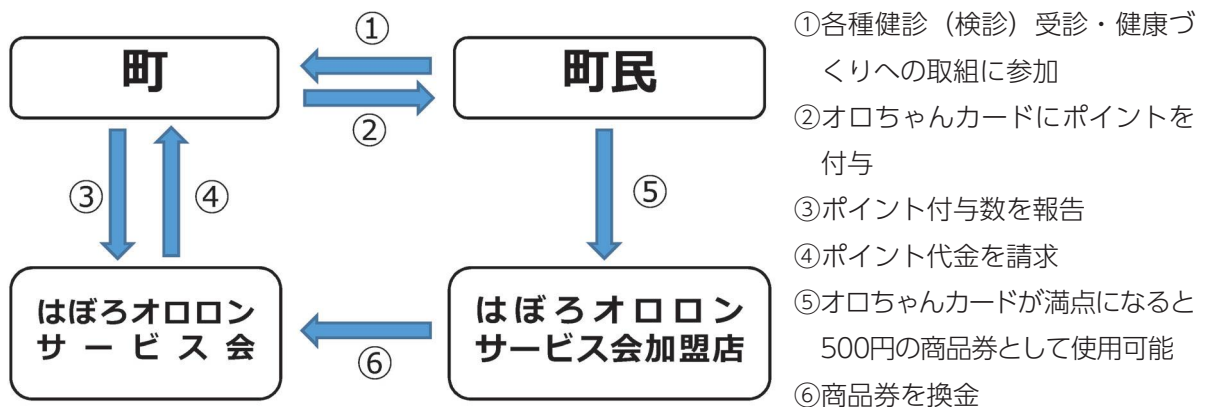 町
①
②
町民
③
④
⑤
はぼろオロロン
サービス会
⑥
はぼろオロロン
サービス会加盟店
①各種健診（検診）受診・健康づ
くりへの取組に参加
②オロちゃんカードにポイントを
付与
③ポイント付与数を報告
④ポイント代金を請求
⑤オロちゃんカードが満点になると
500円の商品券として使用可能
⑥商品券を換金